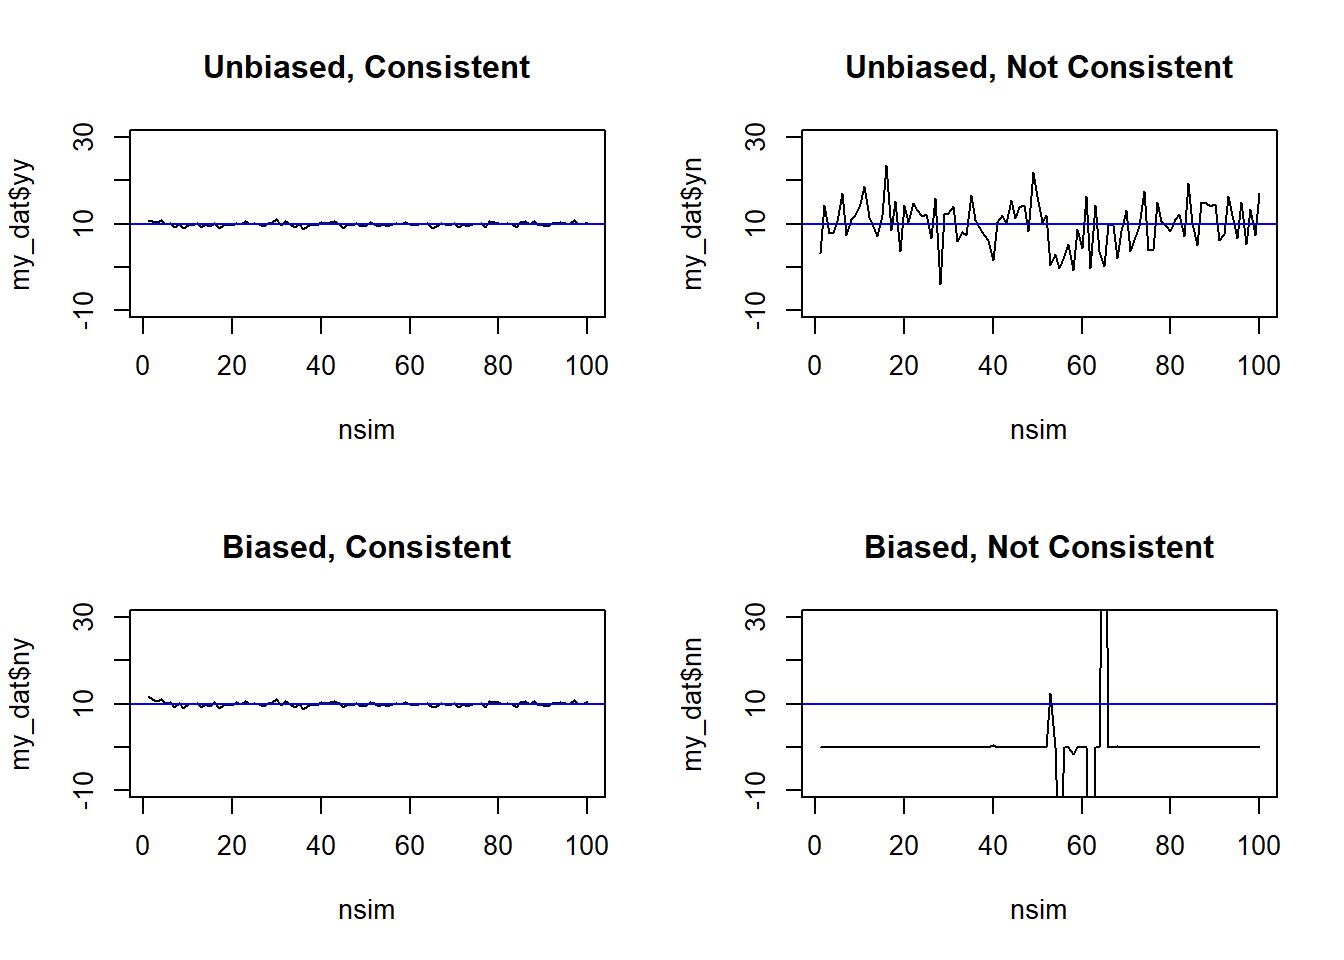 Unbiased, Consistent
my_dat$yy
30
10
-10
0 20 40 60 80 100
nsim
Unbiased, Not Consistent
my_dat$yn
30
10
-10
0 20 40 60 80 100
nsim
Biased, Consistent
my_dat$ny
30
10
-10
0 20 40 60 80 100
nsim
Biased, Not Consistent
my_dat$nn
30
10
-10
0 20 40 60 80 100
nsim